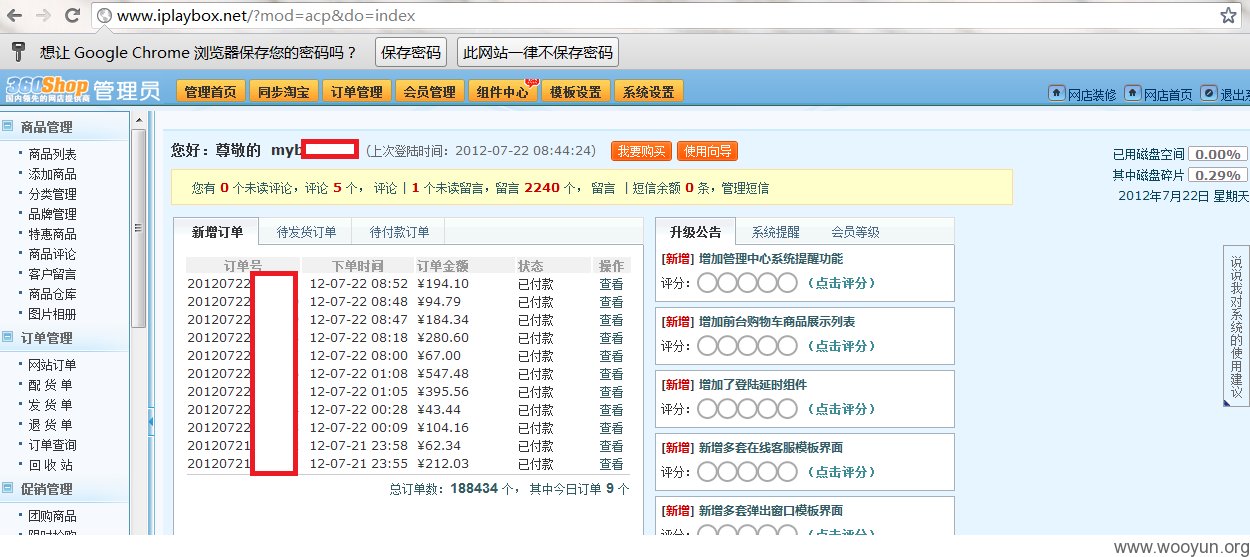 www.iplaybox.net/?mod=acp&do=index
想让 Google Chrome 浏览器保存您的密码吗？ 保存密码 此网站一律不保存密码
360Shop 管理员 管理首页 同步淘宝 订单管理 会员管理 组件中心 模板设置 系统设置
国内领先的网店提供商 网店装修 网店首页 退出系
商品管理
商品列表
添加商品
分类管理
品牌管理
特惠商品
商品评论
客户留言
商品仓库
图片相册
订单管理
网站订单
配 货 单
发 货 单
退 货 单
订单查询
回 收 站
促销管理
团购商品
您好：尊敬的 myb (上次登陆时间：2012-07-22 08:44:24) 我要购买 使用向导
已用磁盘空间 0.00%
其中磁盘碎片 0.29%
2012年7月22日 星期天
您有 0 个未读评论，评论 5 个， 评论 | 1 个未读留言，留言 2240 个， 留言 | 短信余额 0 条，管理短信
新增订单 待发货订单 待付款订单
订单号 下单时间 订单金额 状态 操作
20120722 12-07-22 08:52 ¥194.10 已付款 查看
20120722 12-07-22 08:48 ¥94.79 已付款 查看
20120722 12-07-22 08:47 ¥184.34 已付款 查看
20120722 12-07-22 08:18 ¥280.60 已付款 查看
20120722 12-07-22 08:00 ¥67.00 已付款 查看
20120722 12-07-22 01:08 ¥547.48 已付款 查看
20120722 12-07-22 01:05 ¥395.56 已付款 查看
20120722 12-07-22 00:28 ¥43.44 已付款 查看
20120722 12-07-22 00:09 ¥104.16 已付款 查看
20120721 12-07-21 23:58 ¥62.34 已付款 查看
20120721 12-07-21 23:55 ¥212.03 已付款 查看
总订单数：188434 个， 其中今日订单 9 个
升级公告 系统提醒 会员等级
[新增] 增加管理中心系统提醒功能
评分： （点击评分）
[新增] 增加前台购物车商品展示列表
评分： （点击评分）
[新增] 增加了登陆延时组件
评分： （点击评分）
[新增] 新增多套在线客服模板界面
评分： （点击评分）
[新增] 新增多套弹出窗口模板界面
说说我对系统的使用建议
www.wooyun.org